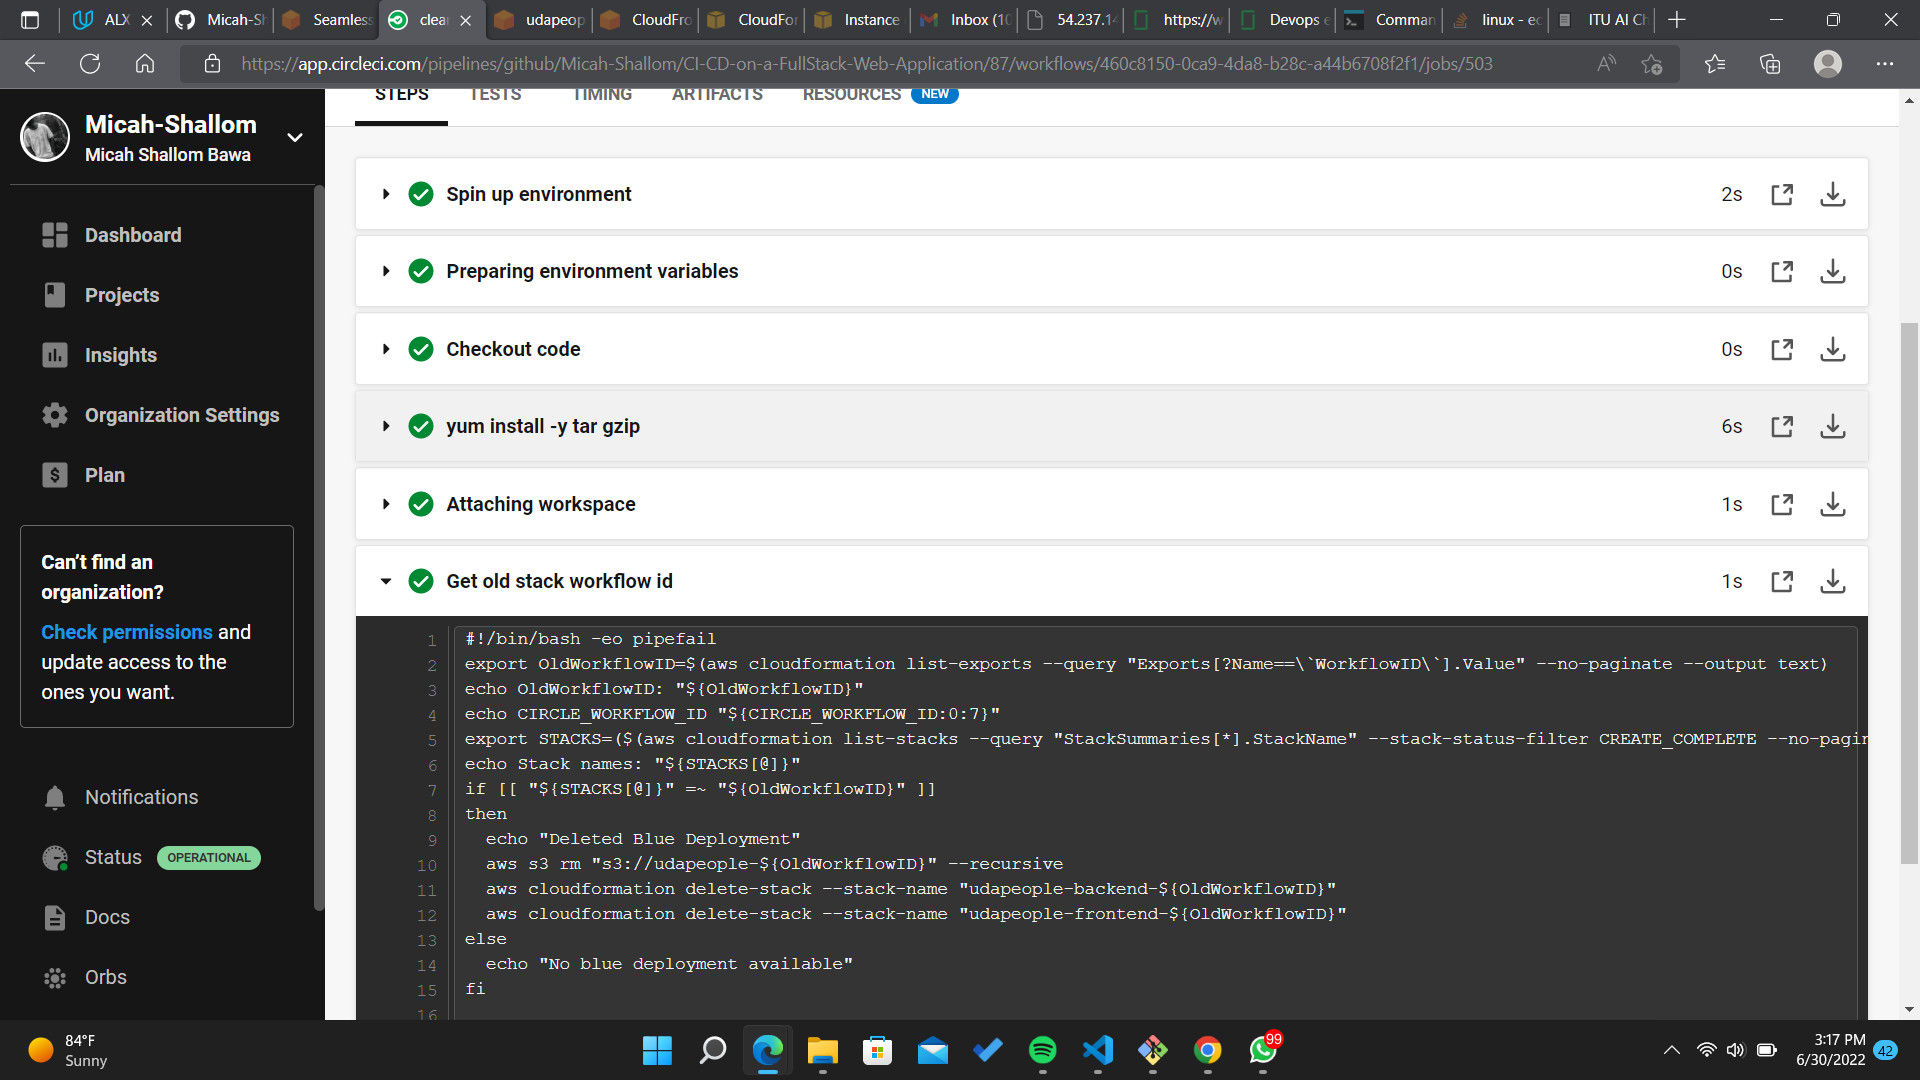 ALX
Micah-Sh
Seamless
clear
udapeop
CloudFro
CloudFor
Instance
Inbox (10
54.237.14
https://w
Devops e
Comman
linux - ec
ITU AI Ch
https://app.circleci.com/pipelines/github/Micah-Shallom/CI-CD-on-a-FullStack-Web-Application/87/workflows/460c8150-0ca9-4da8-b28c-a44b6708f2f1/jobs/503
Micah-Shallom
Micah Shallom Bawa
Dashboard
Projects
Insights
Organization Settings
Plan
Can't find an
organization?
Check permissions and
update access to the
ones you want.
Notifications
Status OPERATIONAL
Docs
Orbs
STEPS TESTS TIMING ARTIFACTS RESOURCES NEW
Spin up environment 2s
Preparing environment variables 0s
Checkout code 0s
yum install -y tar gzip 6s
Attaching workspace 1s
Get old stack workflow id 1s
1 #!/bin/bash -eo pipefail
2 export OldWorkflowID=$(aws cloudformation list-exports --query "Exports[?Name==\`WorkflowID\`].Value" --no-paginate --output text)
3 echo OldWorkflowID: "${OldWorkflowID}"
4 echo CIRCLE_WORKFLOW_ID "${CIRCLE_WORKFLOW_ID:0:7}"
5 export STACKS=($(aws cloudformation list-stacks --query "StackSummaries[*].StackName" --stack-status-filter CREATE_COMPLETE --no-pagin
6 echo Stack names: "${STACKS[@]}"
7 if [[ "${STACKS[@]}" =~ "${OldWorkflowID}" ]]
8 then
9 echo "Deleted Blue Deployment"
10 aws s3 rm "s3://udapeople-${OldWorkflowID}" --recursive
11 aws cloudformation delete-stack --stack-name "udapeople-backend-${OldWorkflowID}"
12 aws cloudformation delete-stack --stack-name "udapeople-frontend-${OldWorkflowID}"
13 else
14 echo "No blue deployment available"
15 fi
16
84°F
Sunny
99
3:17 PM
6/30/2022
42